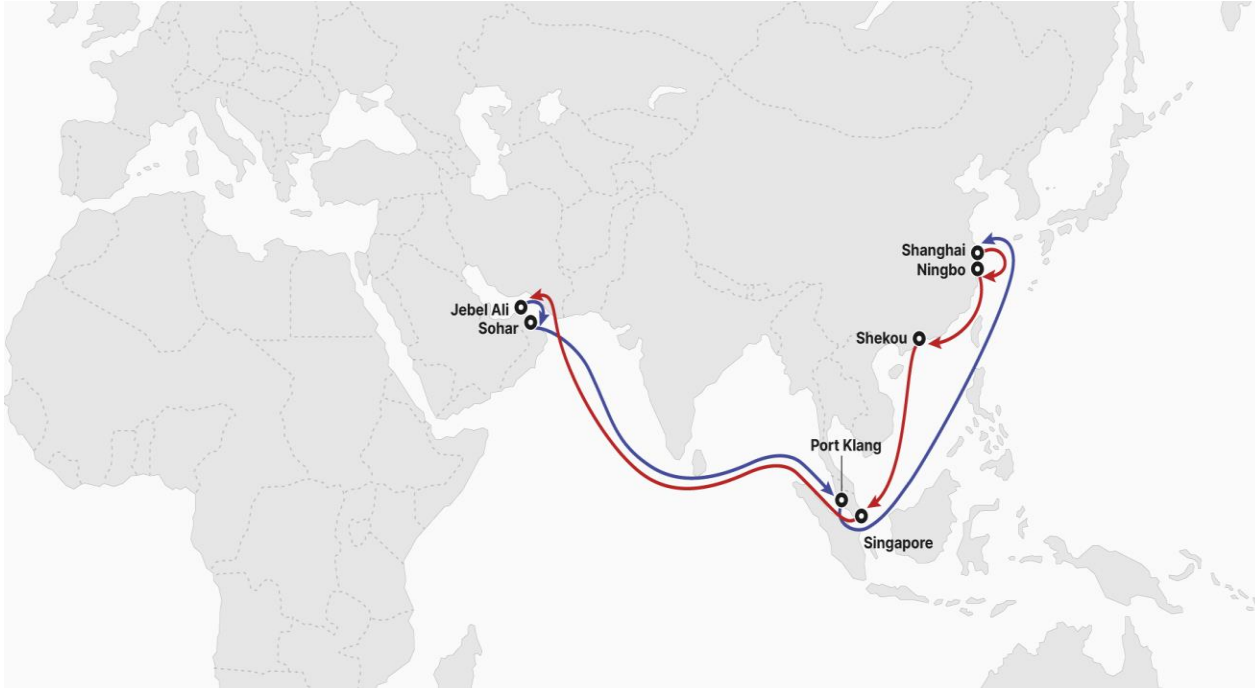 Shanghai
Ningbo
Jebel Ali
Sohar
Shekou
Port Klang
Singapore